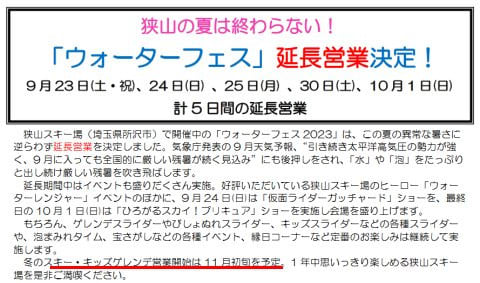 狭山の夏は終わらない！
「ウォーターフェス」延長営業決定！
９月２３日(土・祝)、２４日(日) 、２５日(月) 、３０日(土)、１０月１日(日)
計５日間の延長営業
狭山スキー場（埼玉県所沢市）で開催中の「ウォーターフェス 2023」は、この夏の異常な暑さに
逆らわず延長営業を決定しました。気象庁発表の９月天気予報、“引き続き太平洋高気圧の勢力が強
く、９月に入っても全国的に厳しい残暑が続く見込み”にも後押しをされ、「水」や「泡」をたっぷり
と出し続け厳しい残暑を吹き飛ばします。
延長期間中はイベントも盛りだくさん実施。好評いただいている狭山スキー場のヒーロー「ウォー
ターレンジャー」イベントのほかに、９月２４日(日)は「仮面ライダーガッチャード」ショーを、最終
日の１０月１日(日)は「ひろがるスカイ！プリキュア」ショーを実施し会場を盛り上げます。
もちろん、ゲレンデスライダーやびしょぬれスライダー、キッズスライダーなどの各種スライダー
や、泡まみれタイム、宝さがしなどの各種イベント、縁日コーナーなど定番のお楽しみは継続して実
施します。
冬のスキー・キッズゲレンデ営業開始は 11 月初旬を予定。１年中思いっきり楽しめる狭山スキー
場を是非ご満喫ください。